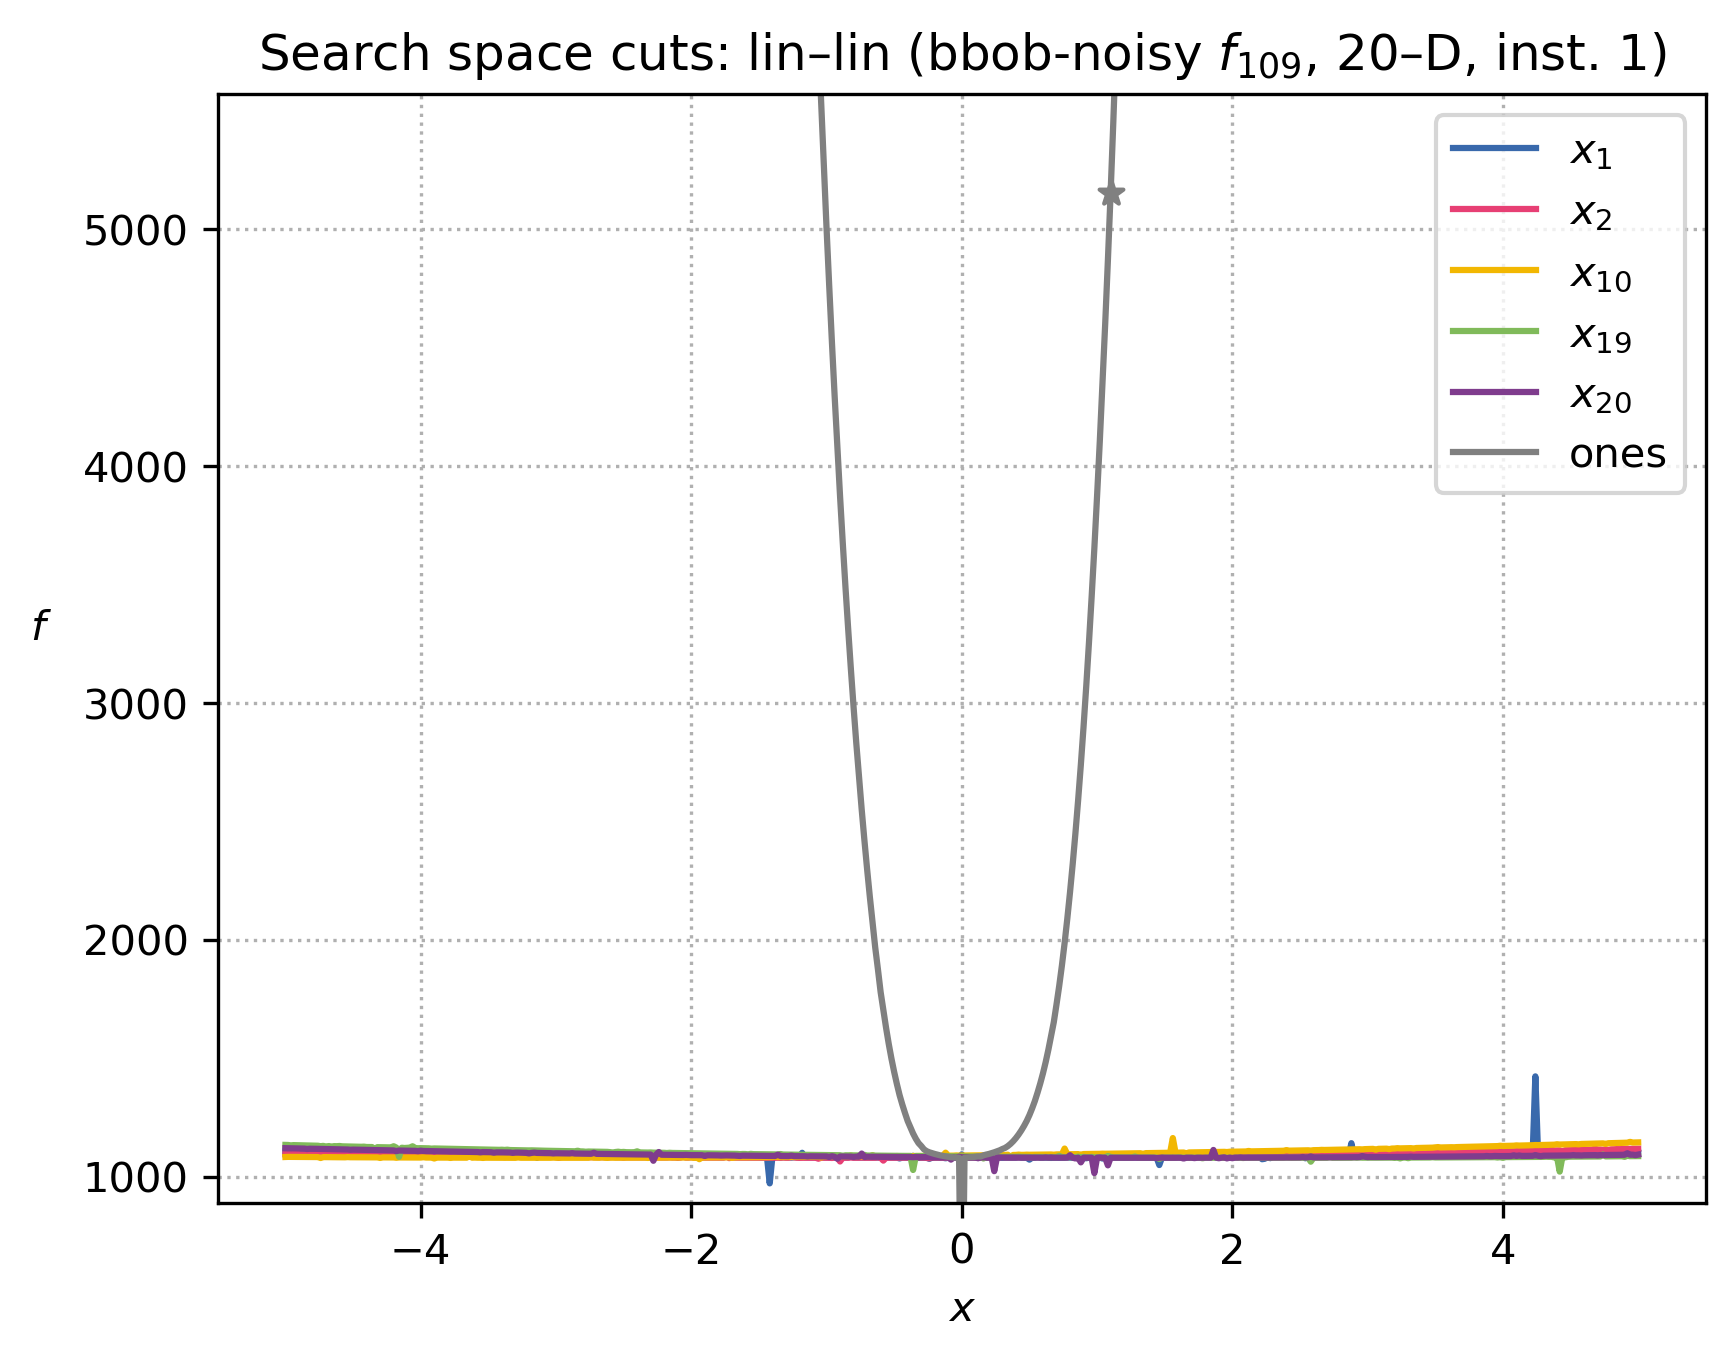 Search space cuts: lin–lin (bbob-noisy f₁₀₉, 20–D, inst. 1)
x₁
x₂
x₁₀
x₁₉
x₂₀
ones
5000
4000
3000
2000
1000
f
−4
−2
0
2
4
x